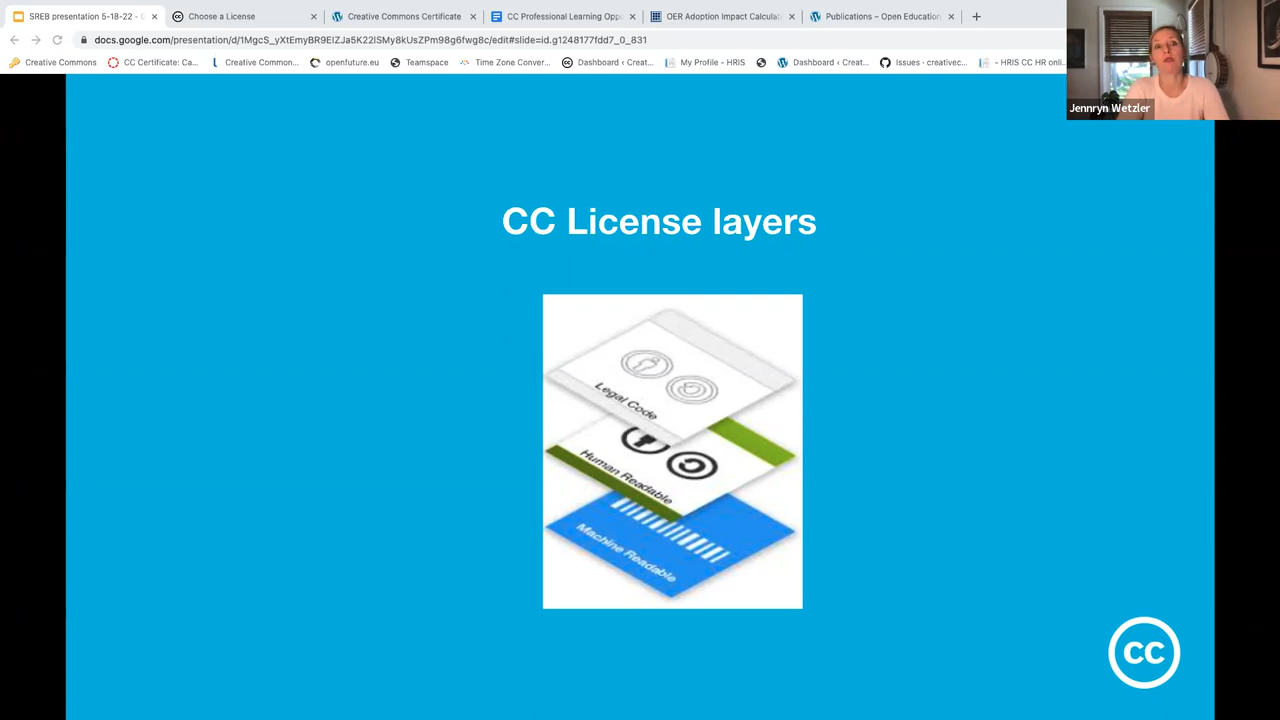 SREB presentation 5-18-22 -
Choose a License
Creative Commons Certificate
CC Professional Learning Oppo
OER Adoption Impact Calculat
Publications – Open Education
docs.google.com/presentation/d/
edit#slide=id.g1243177fdd7_0_831
Creative Commons
CC Certificate: Ca...
Creative Common...
openfuture.eu
Teamspace
Time Zone Conver...
Dashboard ‹ Creat...
My Profile - HRIS
Dashboard ‹ Creat...
Issues · creativec...
- HRIS CC HR onli...
Jennryn Wetzler
CC License layers
Legal Code
Human Readable
Machine Readable
CC